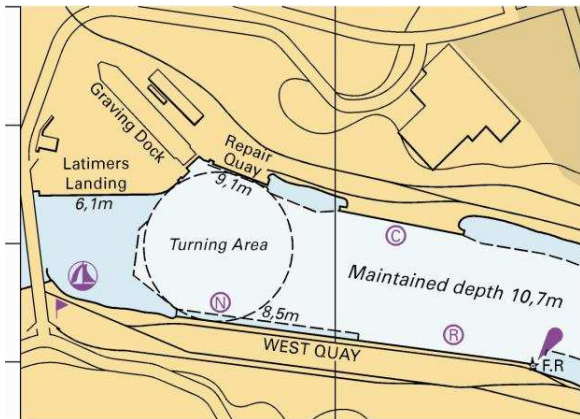 Graving Dock
Repair
Quay
Latimers
Landing
6,1m
9,1m
Turning Area
C
Maintained depth 10,7m
N
8,5m
R
WEST QUAY
F.R